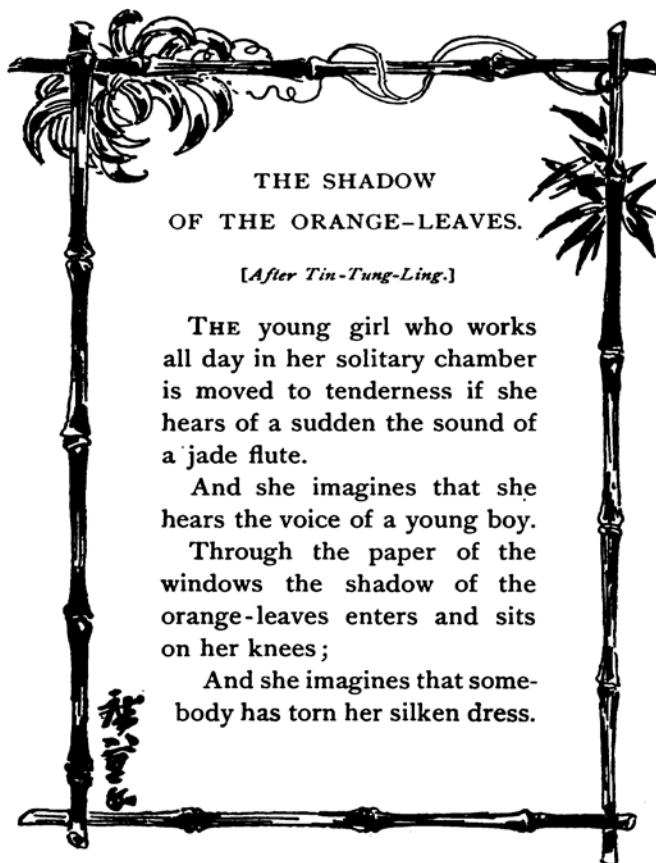 THE SHADOW
OF THE ORANGE-LEAVES.
[After Tin-Tung-Ling.]
THE young girl who works
all day in her solitary chamber
is moved to tenderness if she
hears of a sudden the sound of
a jade flute.
And she imagines that she
hears the voice of a young boy.
Through the paper of the
windows the shadow of the
orange-leaves enters and sits
on her knees;
And she imagines that some-
body has torn her silken dress.